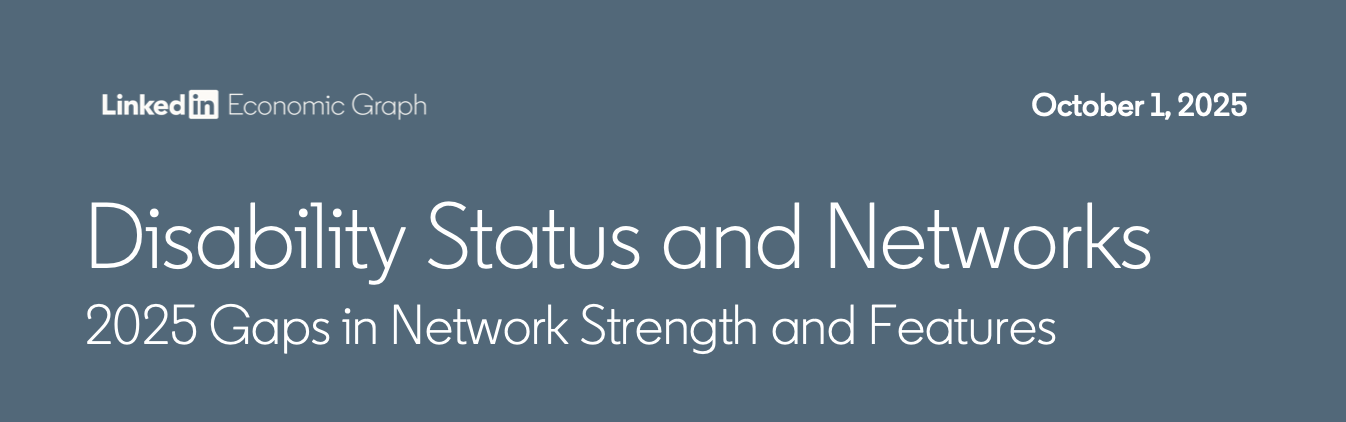 LinkedIn Economic Graph
October 1, 2025
Disability Status and Networks
2025 Gaps in Network Strength and Features